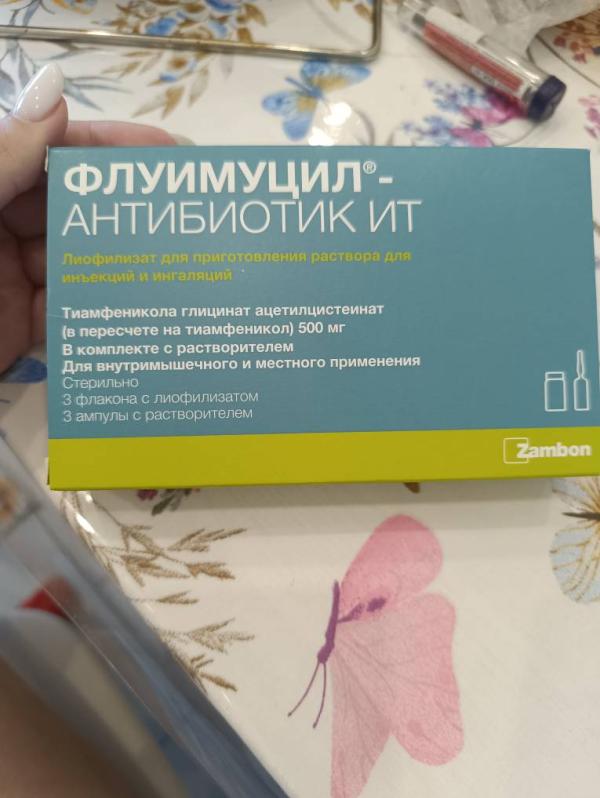 ФЛУИМУЦИЛ®-
АНТИБИОТИК ИТ
Лиофилизат для приготовления раствора для
инъекций и ингаляций
Тиамфеникола глицинат ацетилцистеинат
(в пересчете на тиамфеникол) 500 мг
В комплекте с растворителем
Для внутримышечного и местного применения
Стерильно
3 флакона с лиофилизатом
3 ампулы с растворителем
Zambon